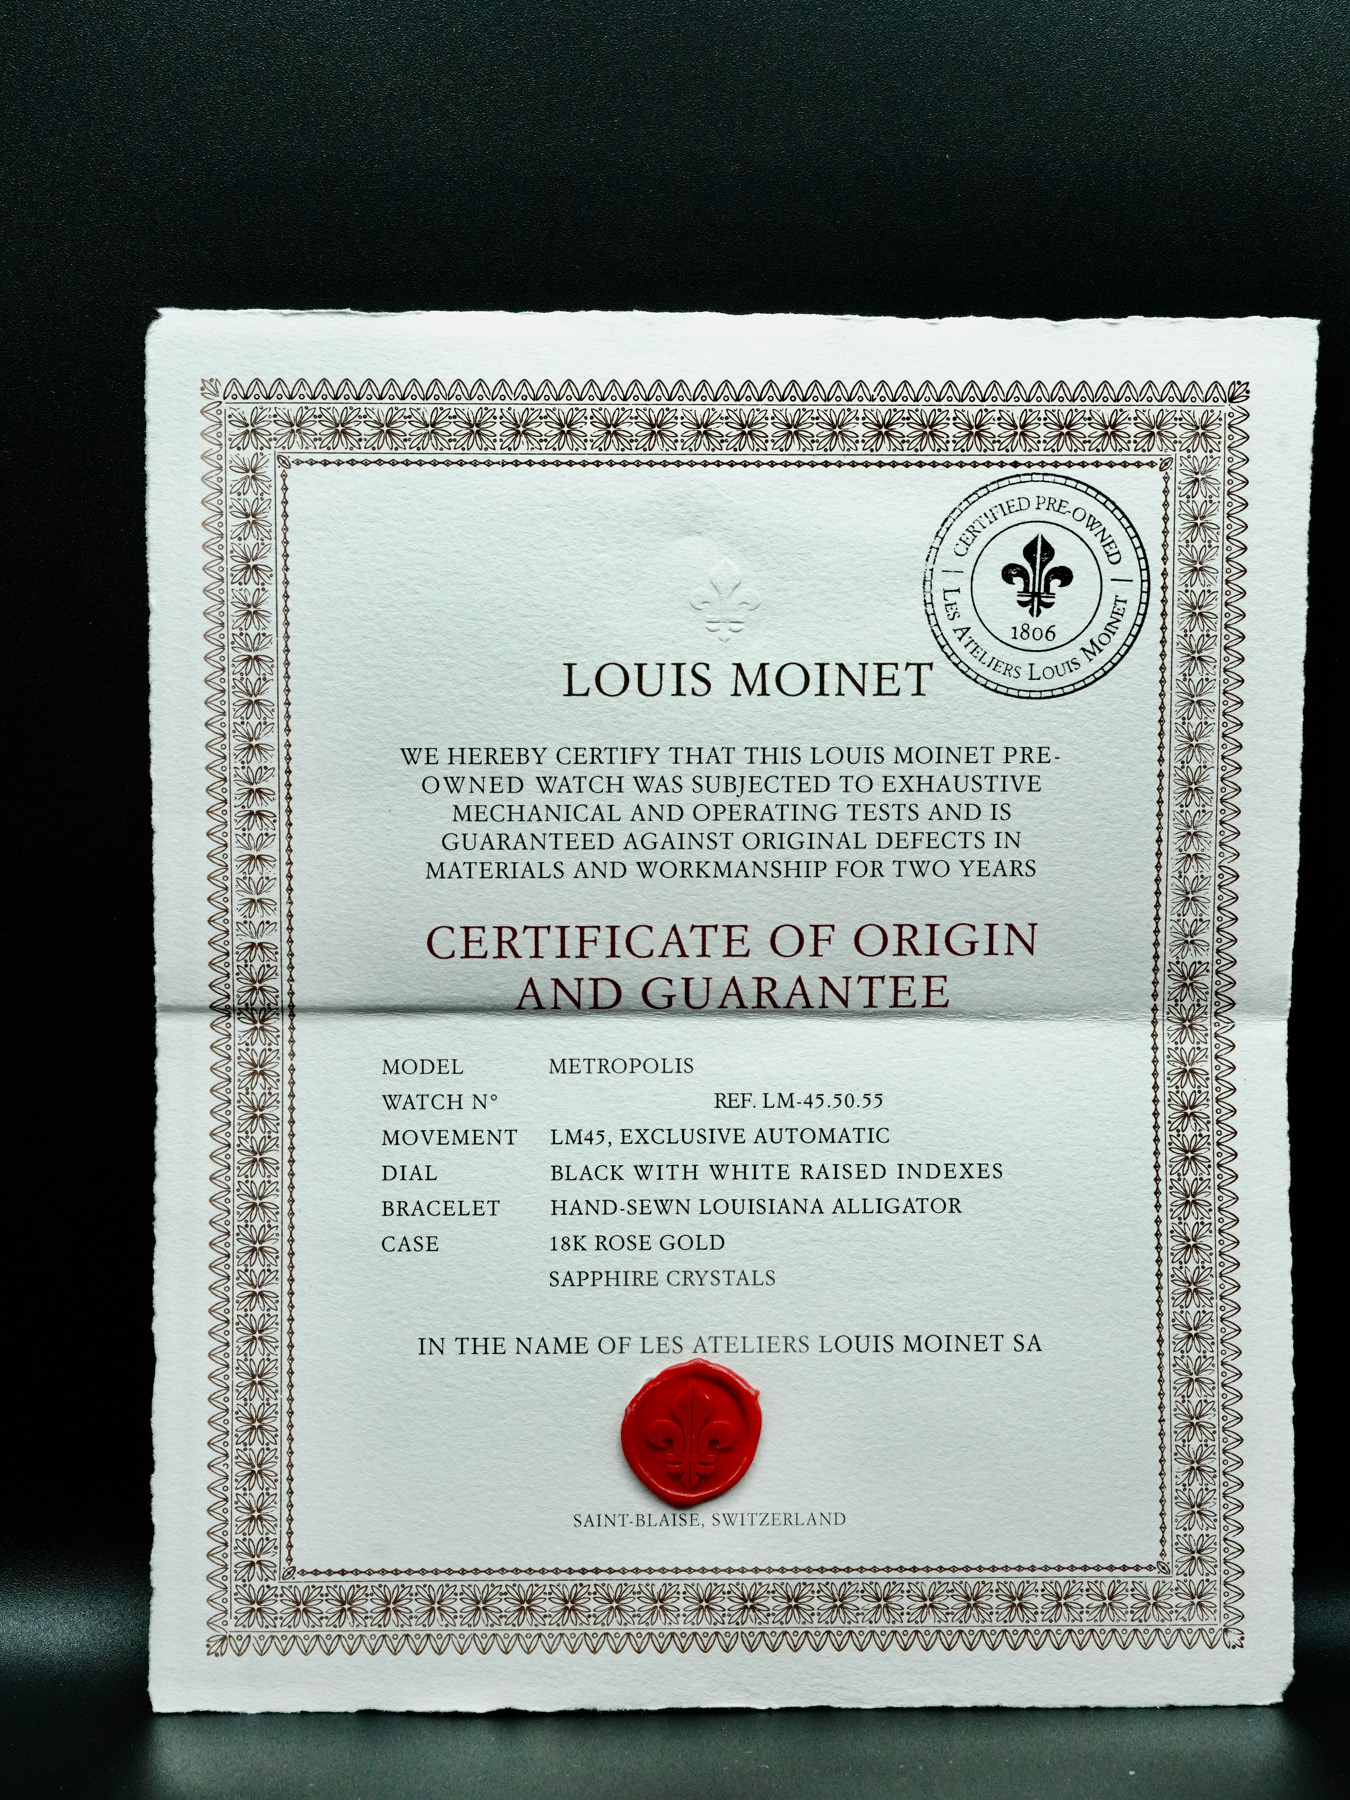 CERTIFIED PRE-OWNED
LES ATELIERS LOUIS MOINET
1806
LOUIS MOINET
WE HEREBY CERTIFY THAT THIS LOUIS MOINET PRE-
OWNED WATCH WAS SUBJECTED TO EXHAUSTIVE
MECHANICAL AND OPERATING TESTS AND IS
GUARANTEED AGAINST ORIGINAL DEFECTS IN
MATERIALS AND WORKMANSHIP FOR TWO YEARS
CERTIFICATE OF ORIGIN
AND GUARANTEE
MODEL METROPOLIS
WATCH N° REF. LM-45.50.55
MOVEMENT LM45, EXCLUSIVE AUTOMATIC
DIAL BLACK WITH WHITE RAISED INDEXES
BRACELET HAND-SEWN LOUISIANA ALLIGATOR
CASE 18K ROSE GOLD
SAPPHIRE CRYSTALS
IN THE NAME OF LES ATELIERS LOUIS MOINET SA
SAINT-BLAISE, SWITZERLAND